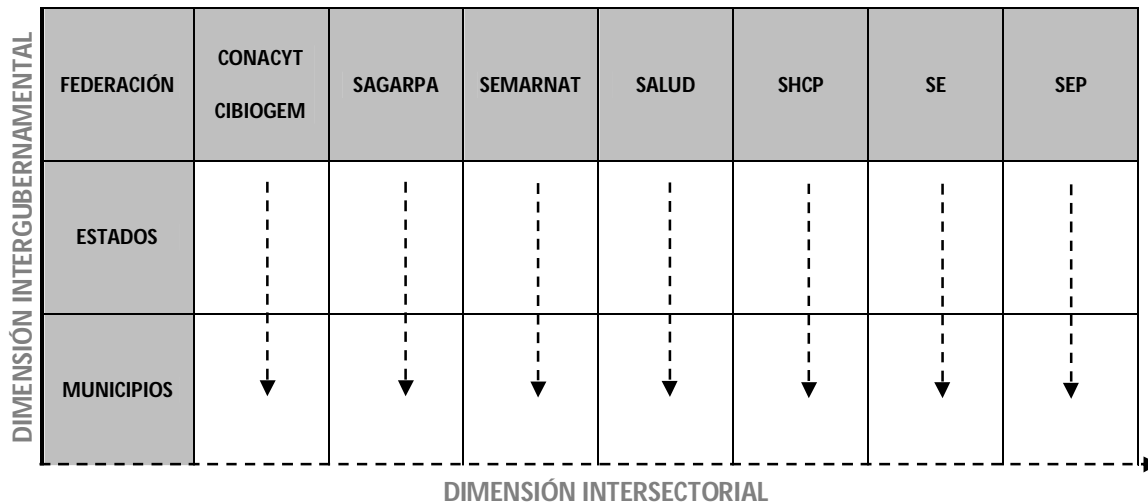 DIMENSIÓN INTERGUBERNAMENTAL
FEDERACIÓN
CONACYT
CIBIOGEM
SAGARPA
SEMARNAT
SALUD
SHCP
SE
SEP
ESTADOS
MUNICIPIOS
DIMENSIÓN INTERSECTORIAL